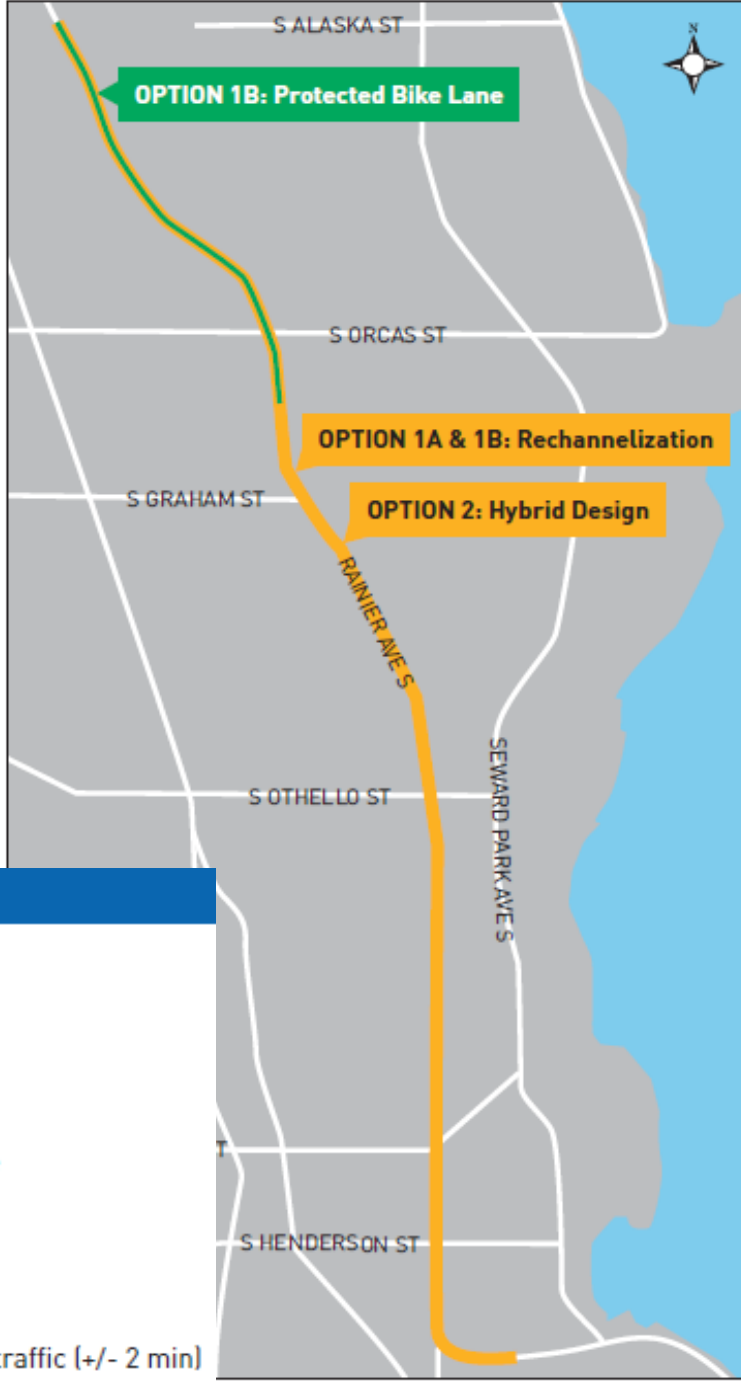 S ALASKA ST
N
OPTION 1B: Protected Bike Lane
S ORCAS ST
OPTION 1A & 1B: Rechannelization
S GRAHAM ST
OPTION 2: Hybrid Design
RAINIER AVE S
SEWARD PARK AVE S
S OTHELLO ST
T
S HENDERSON ST
traffic (+/- 2 min)